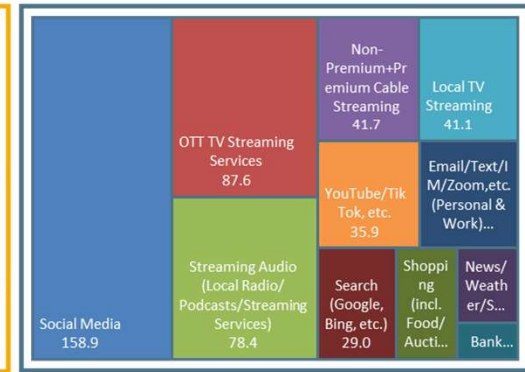 Social Media
158.9
OTT TV Streaming
Services
87.6
Streaming Audio
(Local Radio/
Podcasts/Streaming
Services)
78.4
Non-
Premium+Pr
emium Cable
Streaming
41.7
Local TV
Streaming
41.1
YouTube/Tik
Tok, etc.
35.9
Email/Text/I
M/Zoom,etc.
(Personal &
Work)...
Search
(Google,
Bing, etc.)
29.0
Shoppi
ng
(incl.
Food/
Aucti...
News/
Weath
er/S...
Bank...